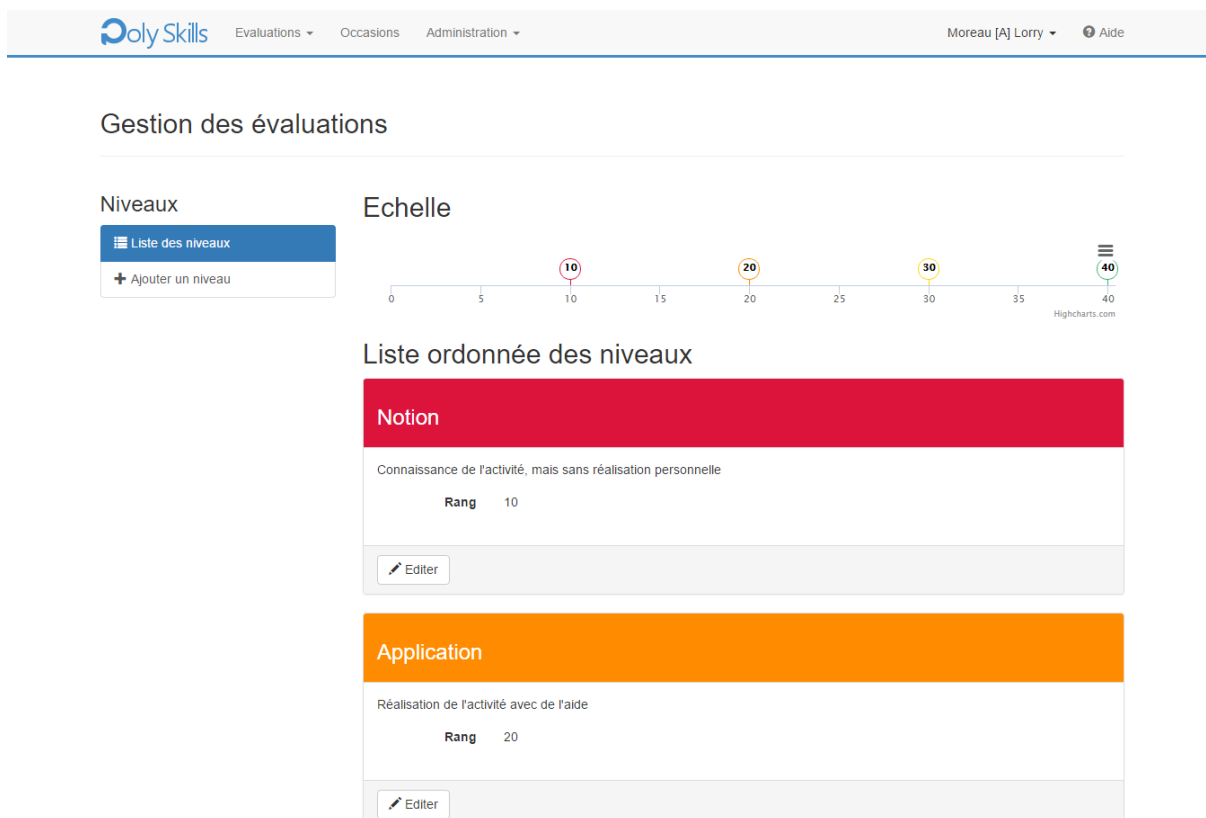 Poly Skills Evaluations Occasions Administration Moreau [A] Lorry Aide
Gestion des évaluations
Niveaux
Liste des niveaux
Ajouter un niveau
Echelle
10 20 30 40
0 5 10 15 20 25 30 35 40
Highcharts.com
Liste ordonnée des niveaux
Notion
Connaissance de l'activité, mais sans réalisation personnelle
Rang 10
Editer
Application
Réalisation de l'activité avec de l'aide
Rang 20
Editer